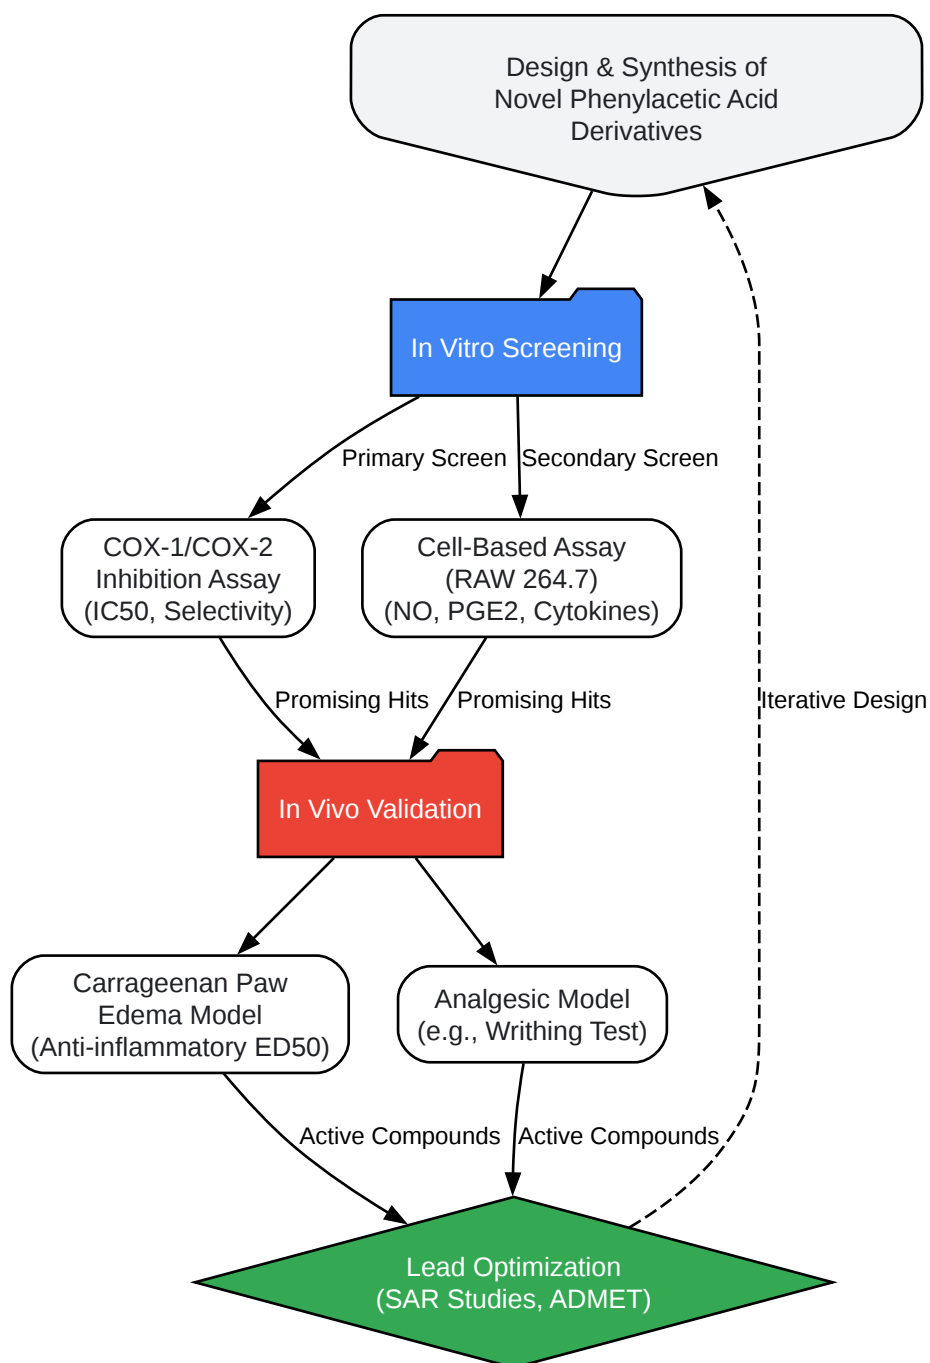 Design & Synthesis of
Novel Phenylacetic Acid
Derivatives
In Vitro Screening
Primary Screen
Secondary Screen
COX-1/COX-2
Inhibition Assay
(IC50, Selectivity)
Cell-Based Assay
(RAW 264.7)
(NO, PGE2, Cytokines)
Promising Hits
Promising Hits
Iterative Design
In Vivo Validation
Carrageenan Paw
Edema Model
(Anti-inflammatory ED50)
Analgesic Model
(e.g., Writhing Test)
Active Compounds
Active Compounds
Lead Optimization
(SAR Studies, ADMET)